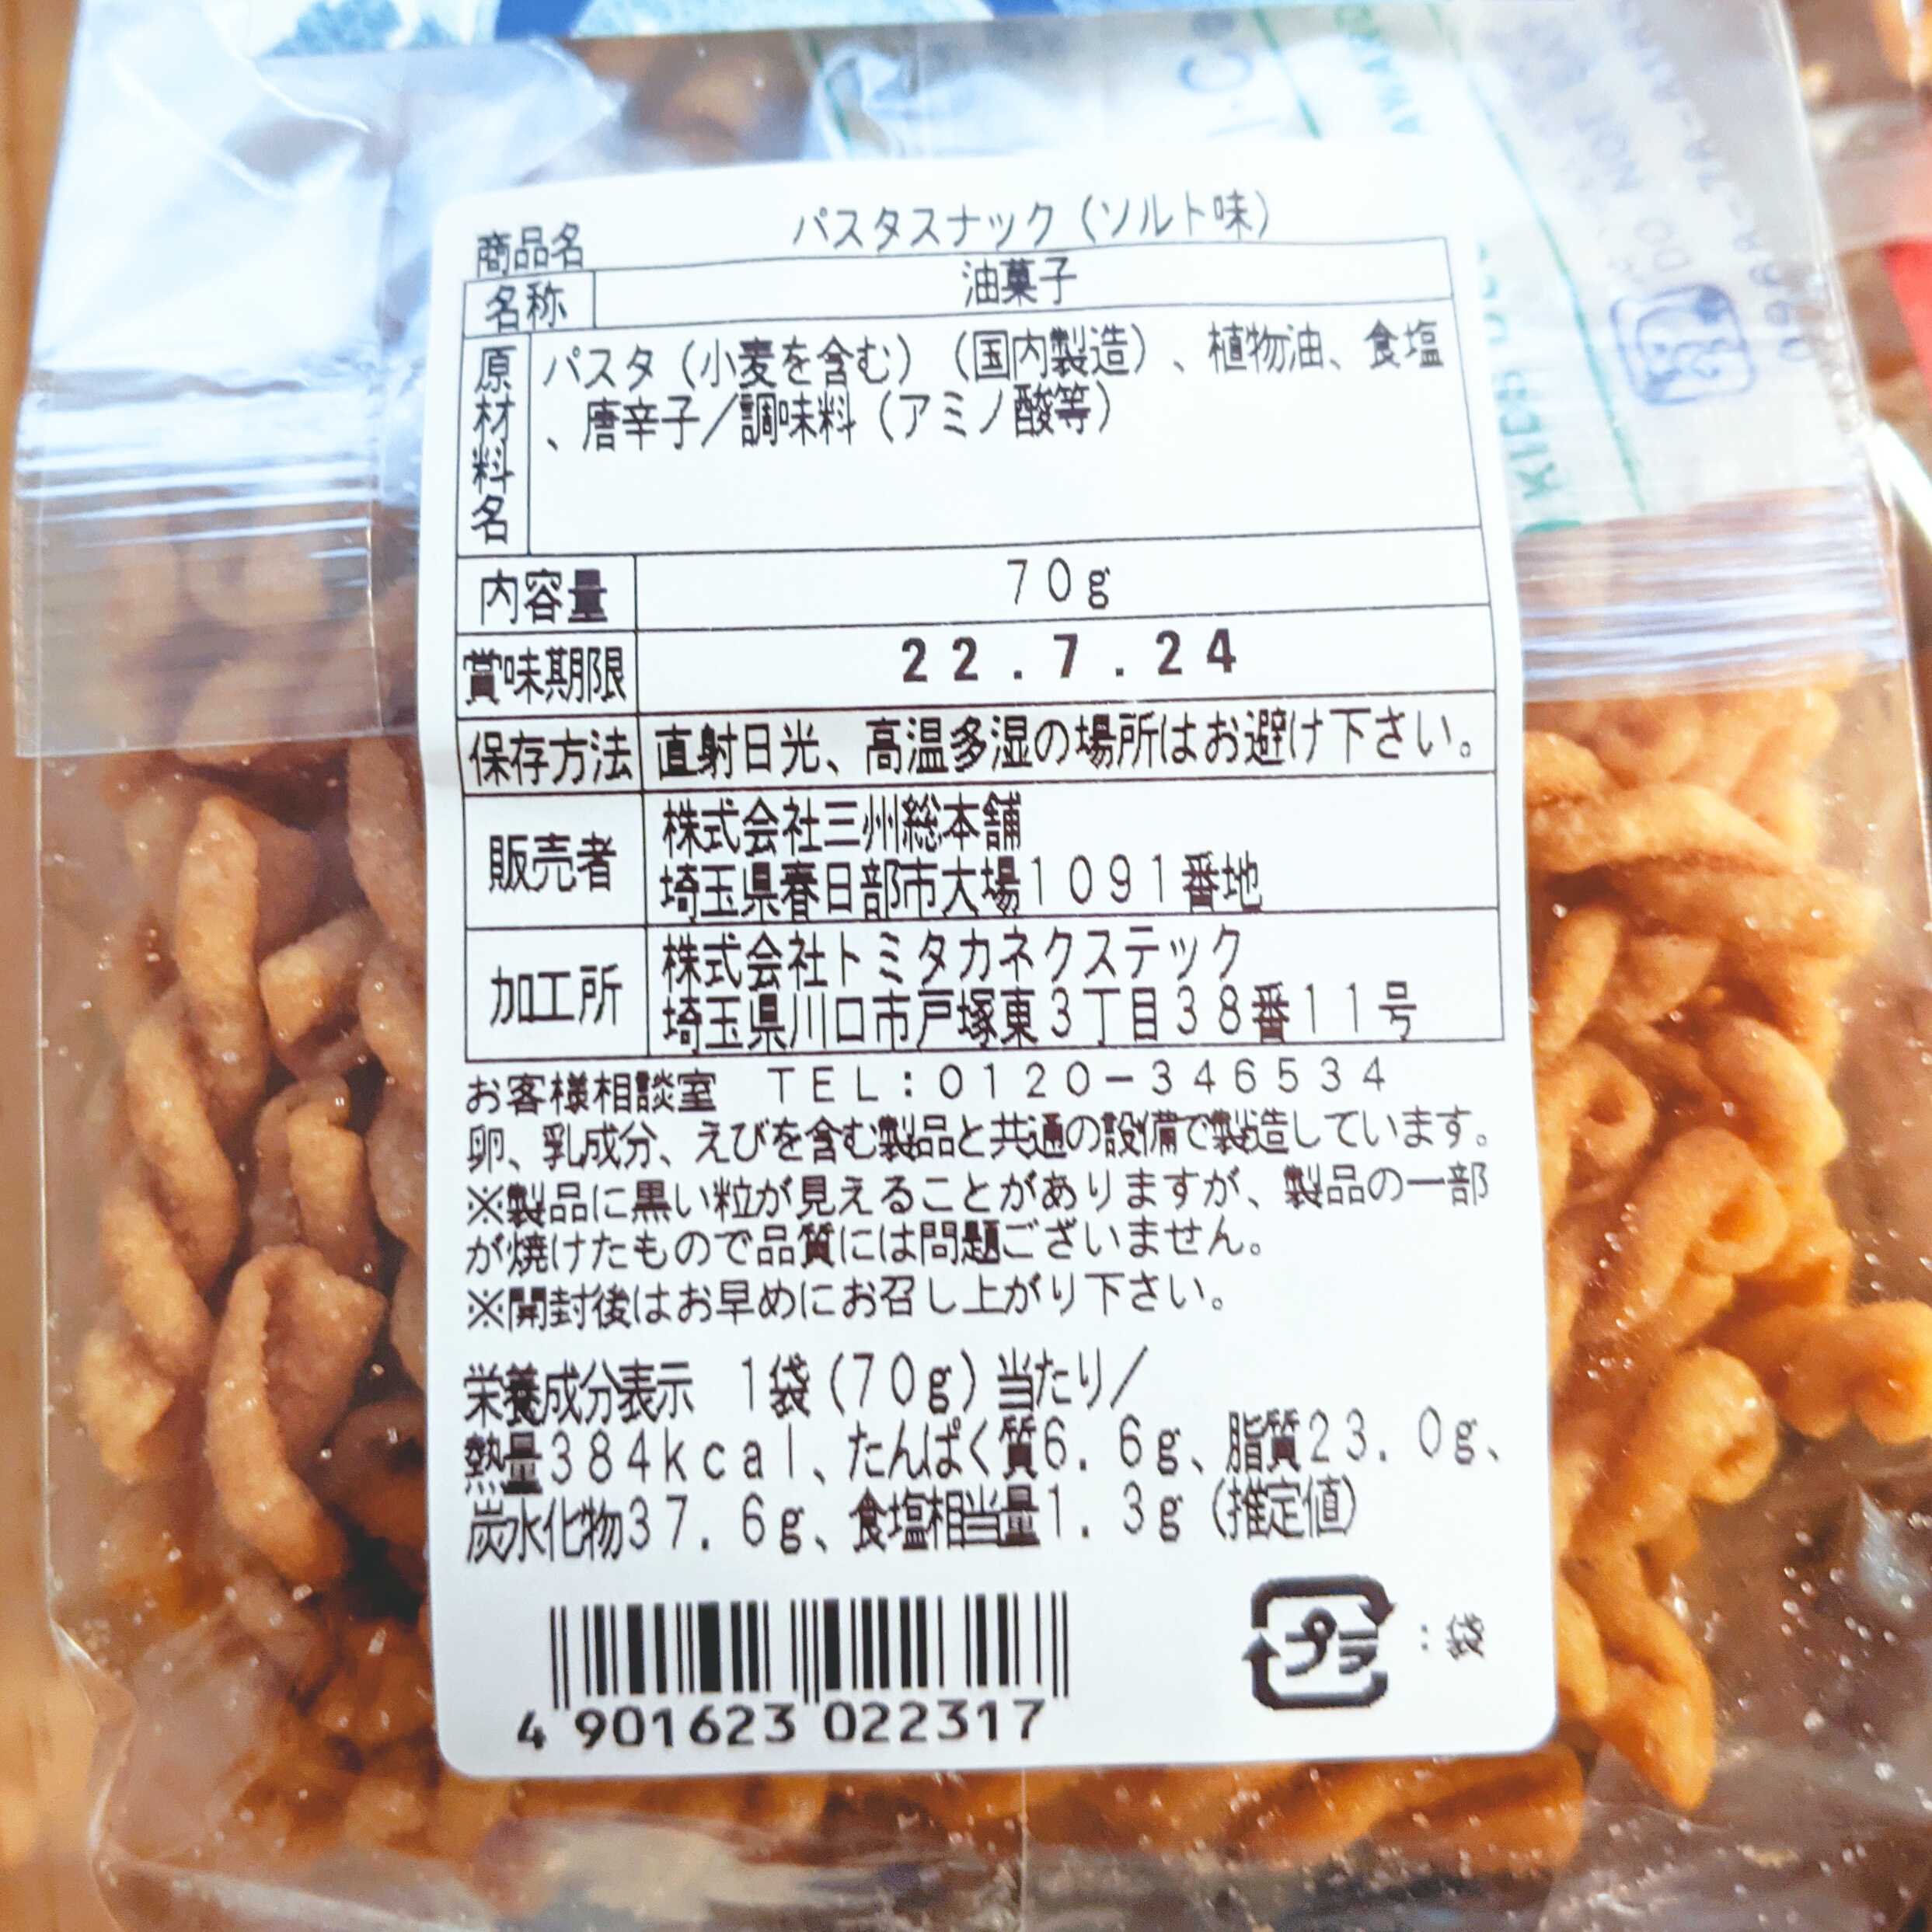 商品名 パスタスナック（ソルト味）
名称 油菓子
原材料名 パスタ（小麦を含む）（国内製造）、植物油、食塩
、唐辛子／調味料（アミノ酸等）
内容量 70g
賞味期限 22.7.24
保存方法 直射日光、高温多湿の場所はお避け下さい。
販売者 株式会社三州総本舗
埼玉県春日部市大場1091番地
加工所 株式会社トミタカネクステック
埼玉県川口市戸塚東3丁目38番11号
お客様相談室 TEL：0120－346534
卵、乳成分、えびを含む製品と共通の設備で製造しています。
※製品に黒い粒が見えることがありますが、製品の一部
が焼けたもので品質には問題ございません。
※開封後はお早めにお召し上がり下さい。
栄養成分表示 1袋（70g）当たり／
熱量384kcal、たんぱく質6.6g、脂質23.0g、
炭水化物37.6g、食塩相当量1.3g（推定値）
プラ：袋
4 901623 022317